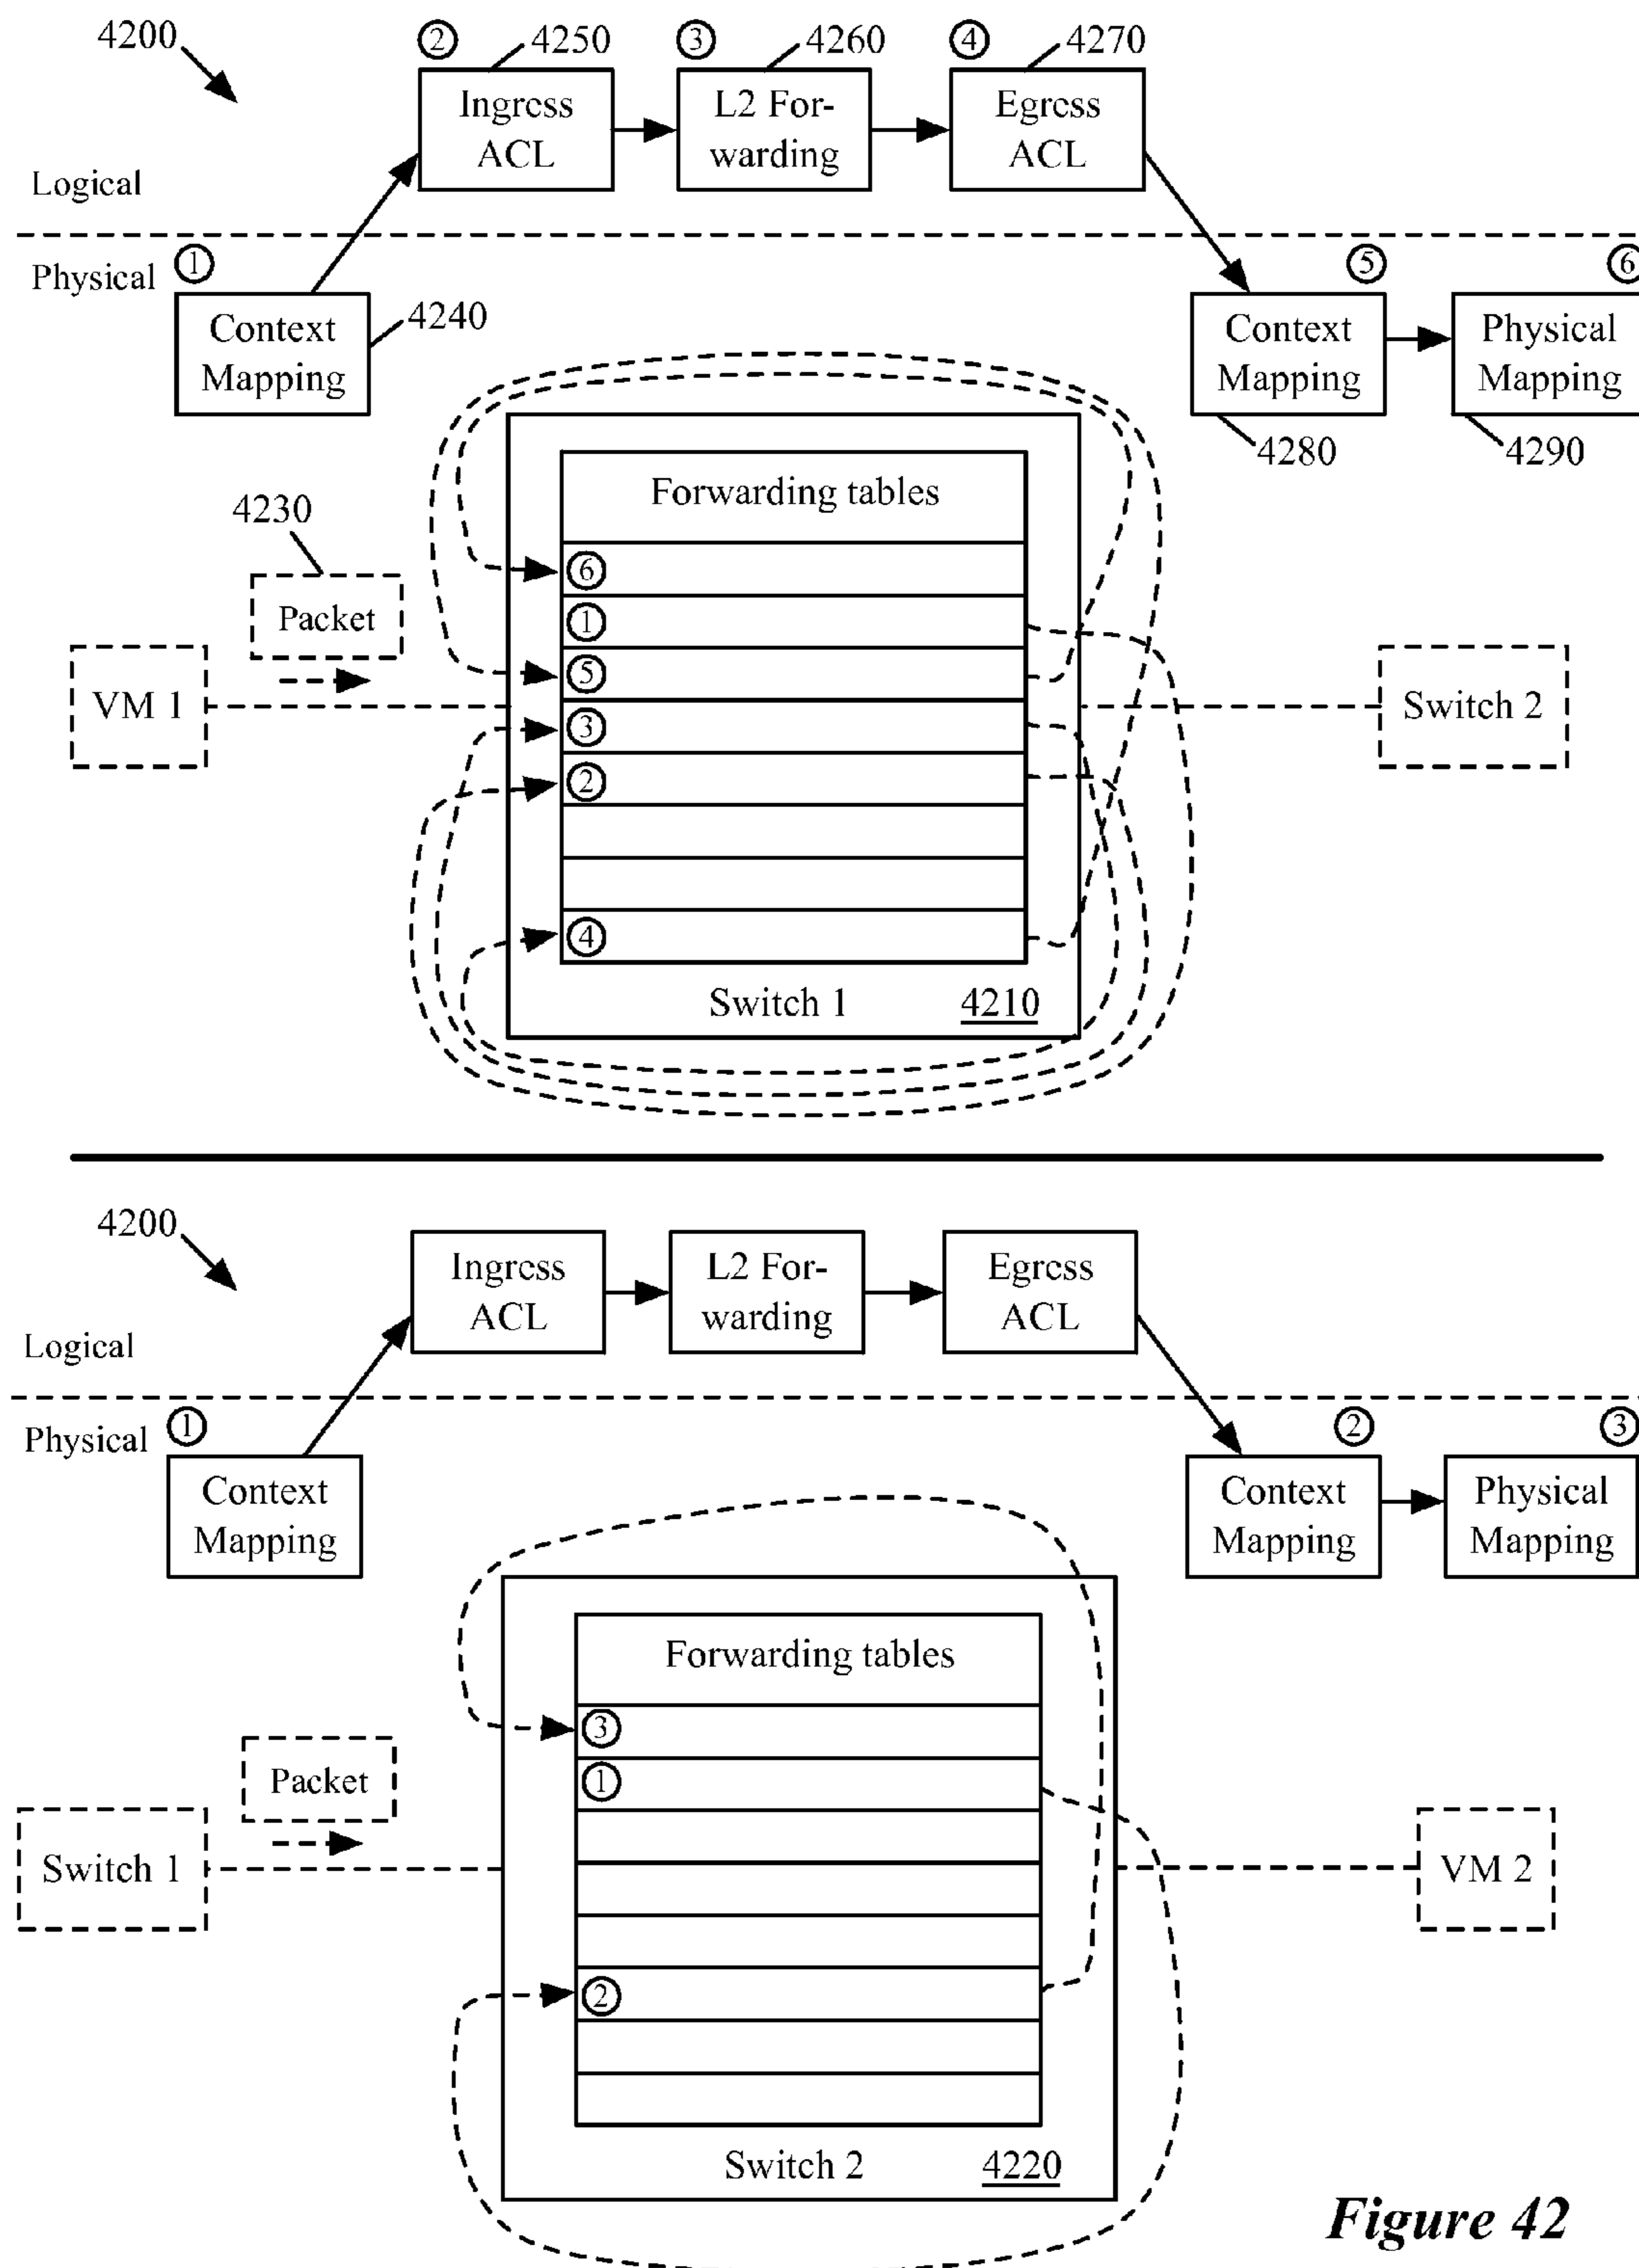 4200
② 4250
③ 4260
④ 4270
Ingress
ACL
L2 For-
warding
Egress
ACL
Logical
Physical
①
Context
Mapping
4240
⑤
⑥
Context
Mapping
Physical
Mapping
4280
4290
4230
Packet
VM 1
Forwarding tables
⑥
①
⑤
③
②
④
Switch 1 4210
Switch 2
4200
Ingress
ACL
L2 For-
warding
Egress
ACL
Logical
Physical
①
Context
Mapping
②
③
Context
Mapping
Physical
Mapping
Packet
Switch 1
Forwarding tables
③
①
②
Switch 2 4220
VM 2
Figure 42